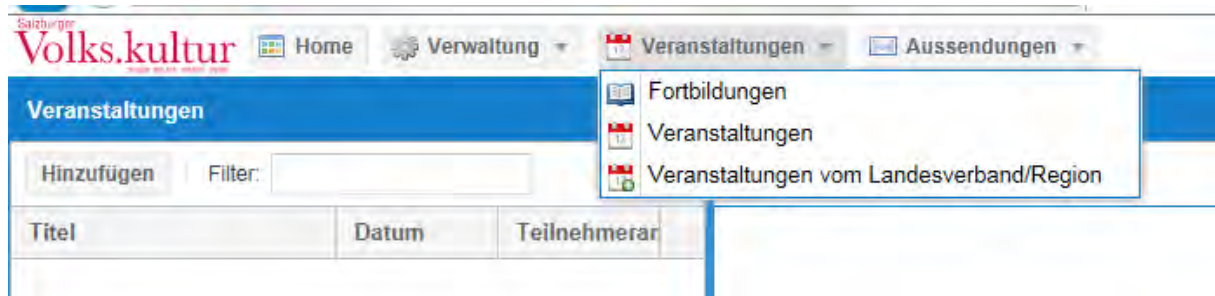 Salzburger
Volks.kultur Home Verwaltung Veranstaltungen Aussendungen
Fortbildungen
Veranstaltungen
Veranstaltungen
Veranstaltungen vom Landesverband/Region
Hinzufügen Filter:
Titel Datum Teilnehmerar